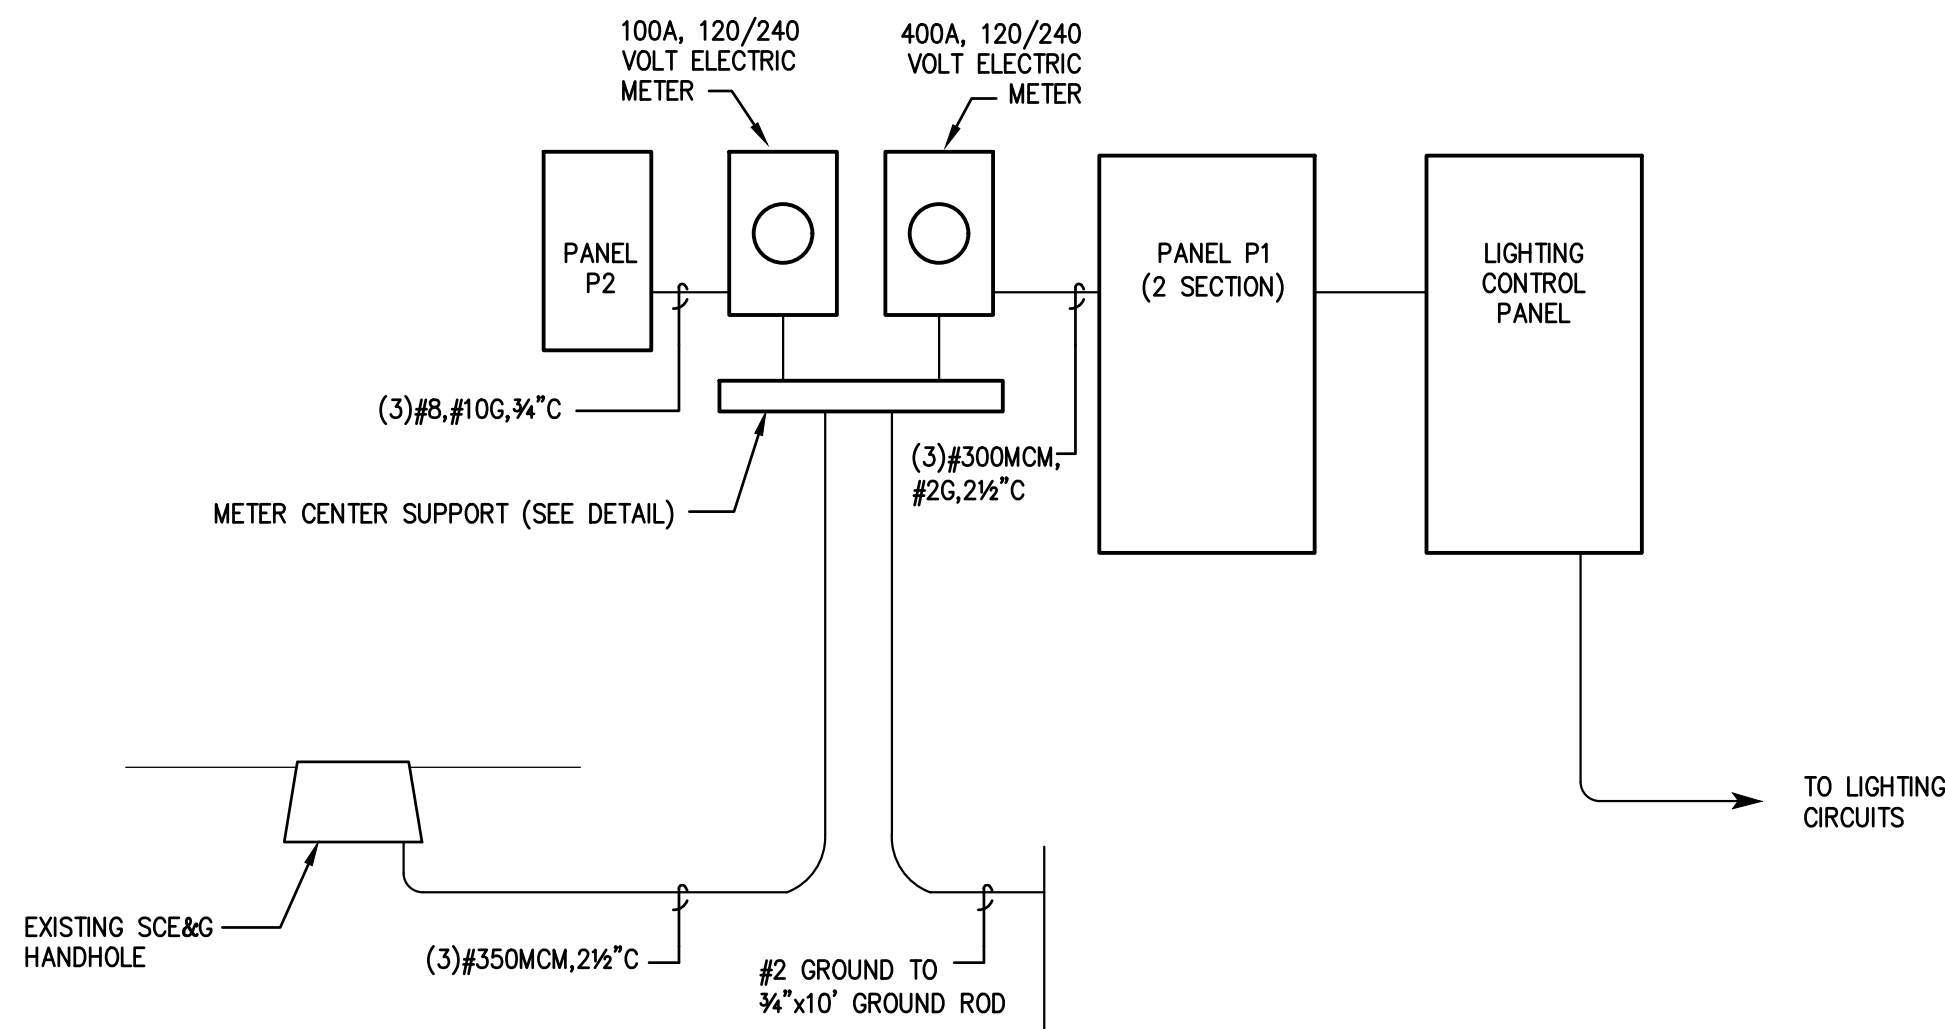 100A, 120/240
VOLT ELECTRIC
METER
400A, 120/240
VOLT ELECTRIC
METER
PANEL
P2
PANEL P1
(2 SECTION)
LIGHTING
CONTROL
PANEL
(3)#8,#10G,¾"C
(3)#300MCM,
#2G,2½"C
METER CENTER SUPPORT (SEE DETAIL)
TO LIGHTING
CIRCUITS
EXISTING SCE&G
HANDHOLE
(3)#350MCM,2½"C
#2 GROUND TO
¾"x10' GROUND ROD